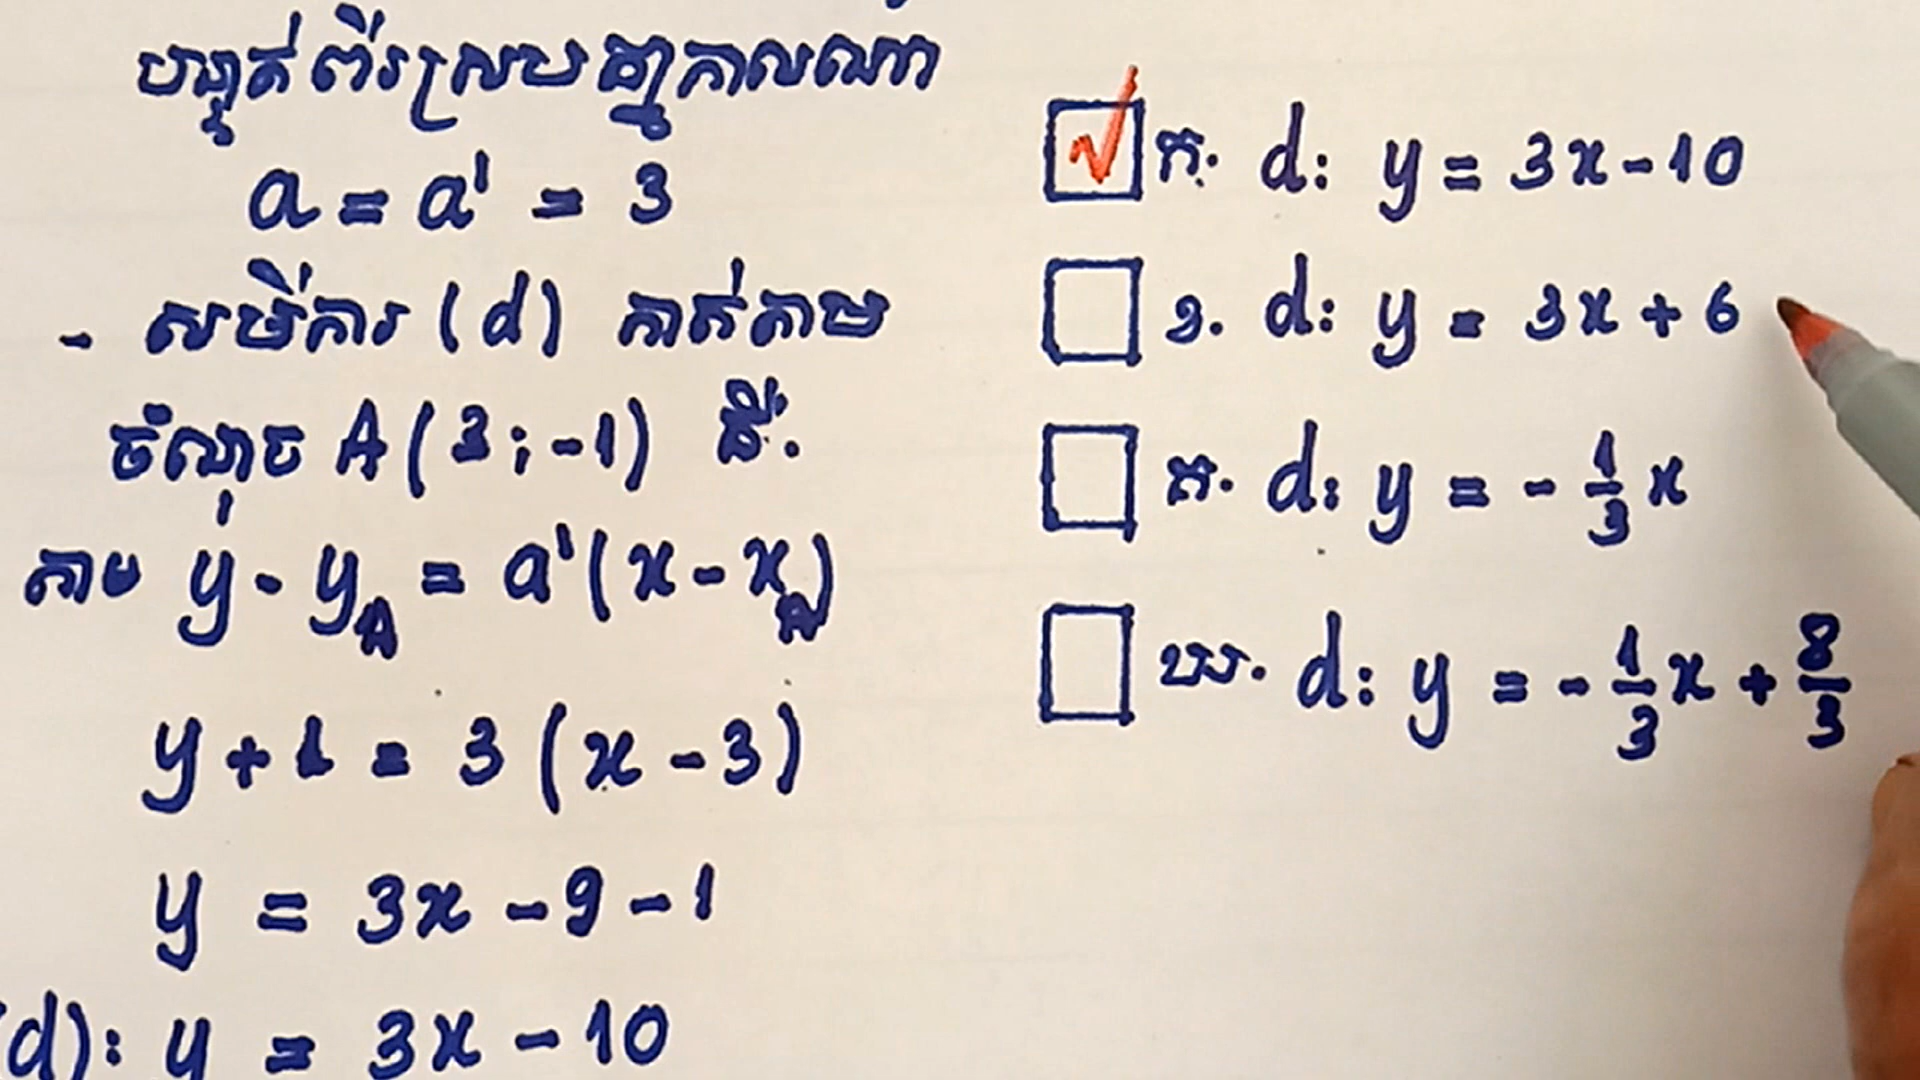 បន្ទាត់ពីរស្របគ្នាកាលណា
a = a' = 3
- សមីការ (d) កាត់តាម
ចំណុច A(3;-1) គឺ.
តាម y - y_A = a'(x - x_A)
y + 1 = 3(x - 3)
y = 3x - 9 - 1
(d): y = 3x - 10
√ ក. d: y = 3x - 10
ខ. d: y = 3x + 6
គ. d: y = -1/3 x
ឃ. d: y = -1/3 x + 8/3